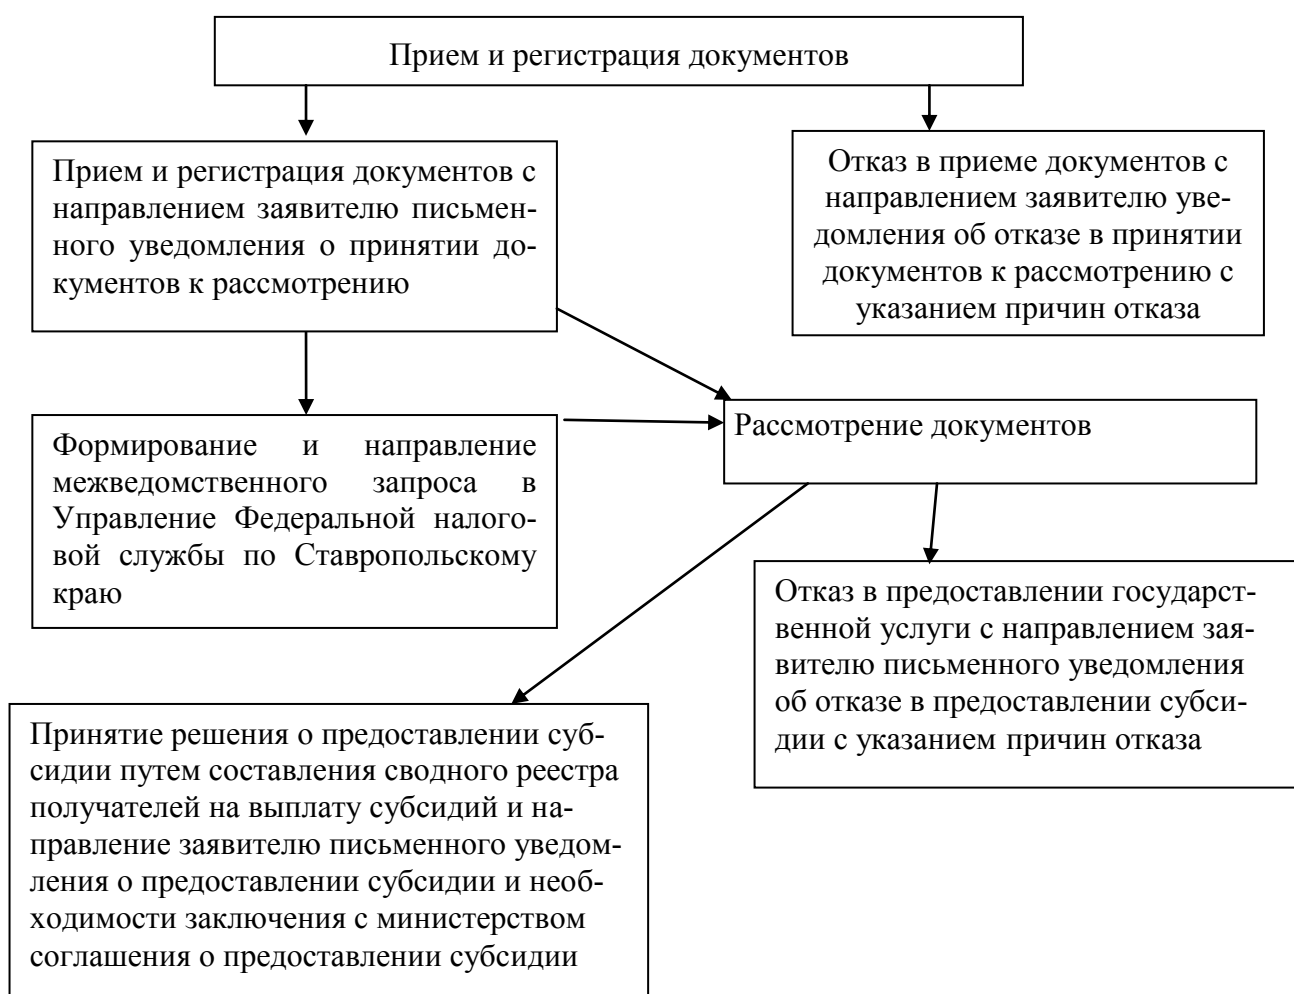 Прием и регистрация документов
Прием и регистрация документов с
направлением заявителю письмен-
ного уведомления о принятии до-
кументов к рассмотрению
Отказ в приеме документов с
направлением заявителю уве-
домления об отказе в принятии
документов к рассмотрению с
указанием причин отказа
Формирование и направление
межведомственного запроса в
Управление Федеральной налого-
вой службы по Ставропольскому
краю
Рассмотрение документов
Отказ в предоставлении государст-
венной услуги с направлением зая-
вителю письменного уведомления
об отказе в предоставлении субси-
дии с указанием причин отказа
Принятие решения о предоставлении суб-
сидии путем составления сводного реестра
получателей на выплату субсидий и на-
правление заявителю письменного уведом-
ления о предоставлении субсидии и необ-
ходимости заключения с министерством
соглашения о предоставлении субсидии